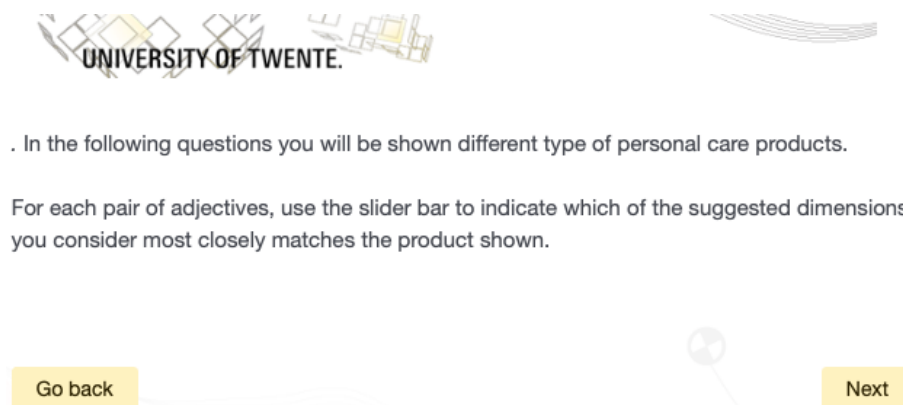 UNIVERSITY OF TWENTE.
. In the following questions you will be shown different type of personal care products.
For each pair of adjectives, use the slider bar to indicate which of the suggested dimensions
you consider most closely matches the product shown.
Go back
Next